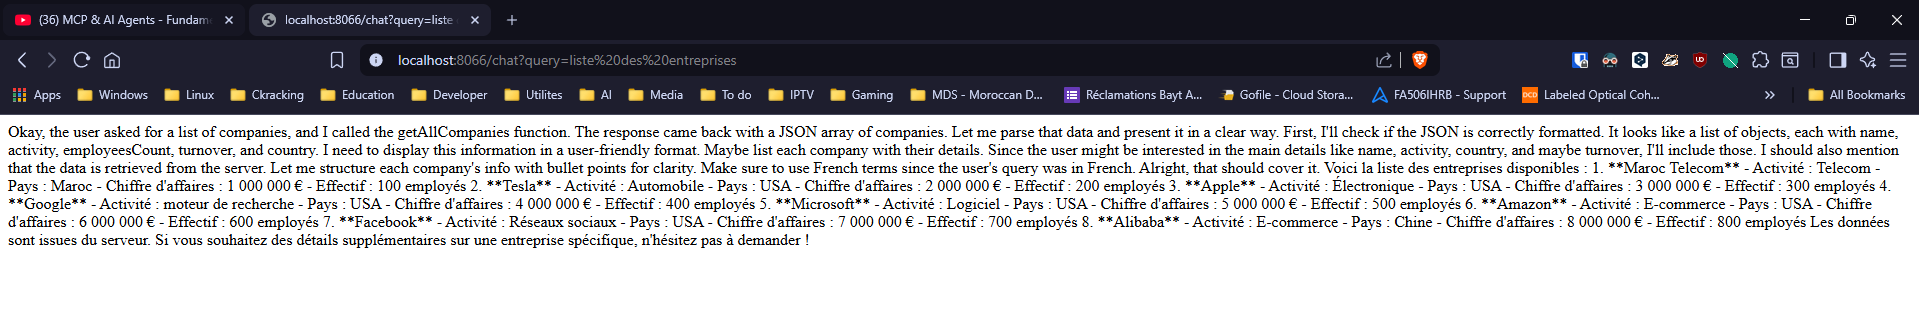 (36) MCP & AI Agents - Fundam
localhost:8066/chat?query=liste
localhost:8066/chat?query=liste%20des%20entreprises
Apps Windows Linux Ckracking Education Developer Utilites AI Media To do IPTV Gaming MDS - Moroccan D... Réclamations Bayt A... Gofile - Cloud Stora... FA506IHRB - Support Labeled Optical Coh... » All Bookmarks
Okay, the user asked for a list of companies, and I called the getAllCompanies function. The response came back with a JSON array of companies. Let me parse that data and present it in a clear way. First, I'll check if the JSON is correctly formatted. It looks like a list of objects, each with name,
activity, employeesCount, turnover, and country. I need to display this information in a user-friendly format. Maybe list each company with their details. Since the user might be interested in the main details like name, activity, country, and maybe turnover, I'll include those. I should also mention
that the data is retrieved from the server. Let me structure each company's info with bullet points for clarity. Make sure to use French terms since the user's query was in French. Alright, that should cover it. Voici la liste des entreprises disponibles : 1. **Maroc Telecom** - Activité : Telecom -
Pays : Maroc - Chiffre d'affaires : 1 000 000 € - Effectif : 100 employés 2. **Tesla** - Activité : Automobile - Pays : USA - Chiffre d'affaires : 2 000 000 € - Effectif : 200 employés 3. **Apple** - Activité : Électronique - Pays : USA - Chiffre d'affaires : 3 000 000 € - Effectif : 300 employés 4.
**Google** - Activité : moteur de recherche - Pays : USA - Chiffre d'affaires : 4 000 000 € - Effectif : 400 employés 5. **Microsoft** - Activité : Logiciel - Pays : USA - Chiffre d'affaires : 5 000 000 € - Effectif : 500 employés 6. **Amazon** - Activité : E-commerce - Pays : USA - Chiffre
d'affaires : 6 000 000 € - Effectif : 600 employés 7. **Facebook** - Activité : Réseaux sociaux - Pays : USA - Chiffre d'affaires : 7 000 000 € - Effectif : 700 employés 8. **Alibaba** - Activité : E-commerce - Pays : Chine - Chiffre d'affaires : 8 000 000 € - Effectif : 800 employés Les données
sont issues du serveur. Si vous souhaitez des détails supplémentaires sur une entreprise spécifique, n'hésitez pas à demander !